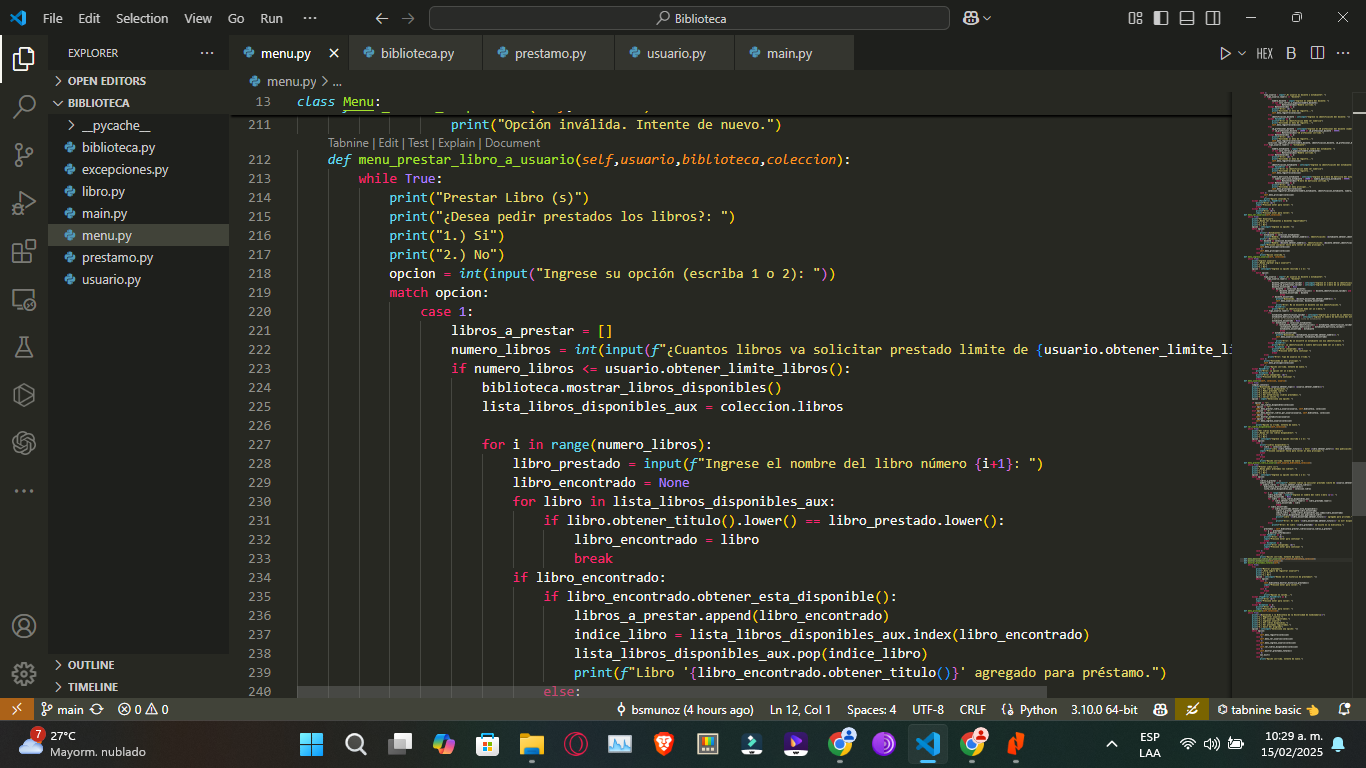 File Edit Selection View Go Run ··· Biblioteca
EXPLORER ···
menu.py biblioteca.py prestamo.py usuario.py main.py HEX B ···
OPEN EDITORS
menu.py > ...
BIBLIOTECA
__pycache__
biblioteca.py
excepciones.py
libro.py
main.py
menu.py
prestamo.py
usuario.py
OUTLINE
TIMELINE
13 class Menu:
211 print("Opción inválida. Intente de nuevo.")
Tabnine | Edit | Test | Explain | Document
212 def menu_prestar_libro_a_usuario(self,usuario,biblioteca,coleccion):
213 while True:
214 print("Prestar Libro (s)")
215 print("¿Desea pedir prestados los libros?: ")
216 print("1.) Si")
217 print("2.) No")
218 opcion = int(input("Ingrese su opción (escriba 1 o 2): "))
219 match opcion:
220 case 1:
221 libros_a_prestar = []
222 numero_libros = int(input(f"¿Cuantos libros va solicitar prestado limite de {usuario.obtener_limite_li
223 if numero_libros <= usuario.obtener_limite_libros():
224 biblioteca.mostrar_libros_disponibles()
225 lista_libros_disponibles_aux = coleccion.libros
226
227 for i in range(numero_libros):
228 libro_prestado = input(f"Ingrese el nombre del libro número {i+1}: ")
229 libro_encontrado = None
230 for libro in lista_libros_disponibles_aux:
231 if libro.obtener_titulo().lower() == libro_prestado.lower():
232 libro_encontrado = libro
233 break
234 if libro_encontrado:
235 if libro_encontrado.obtener_esta_disponible():
236 libros_a_prestar.append(libro_encontrado)
237 indice_libro = lista_libros_disponibles_aux.index(libro_encontrado)
238 lista_libros_disponibles_aux.pop(indice_libro)
239 print(f"Libro '{libro_encontrado.obtener_titulo()}' agregado para préstamo.")
240 else:
main 0 0 bsmunoz (4 hours ago) Ln 12, Col 1 Spaces: 4 UTF-8 CRLF Python 3.10.0 64-bit tabnine basic
7
27°C
Mayorm. nublado
ESP
LAA
10:29 a. m.
15/02/2025